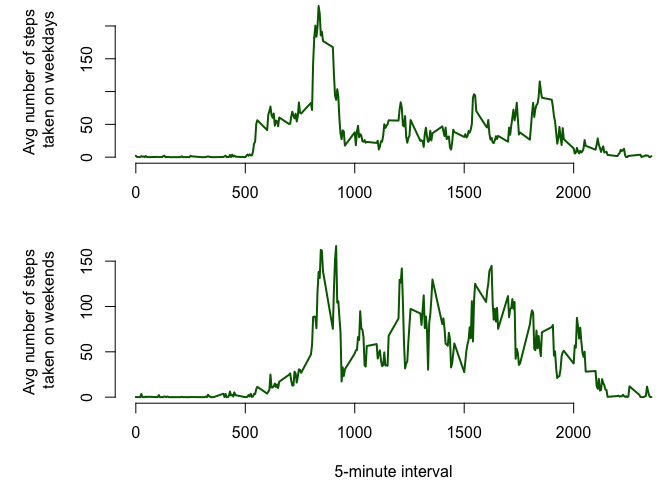 Avg number of steps
taken on weekdays
0 50 150
0 500 1000 1500 2000
Avg number of steps
taken on weekends
0 50 100 150
0 500 1000 1500 2000
5-minute interval